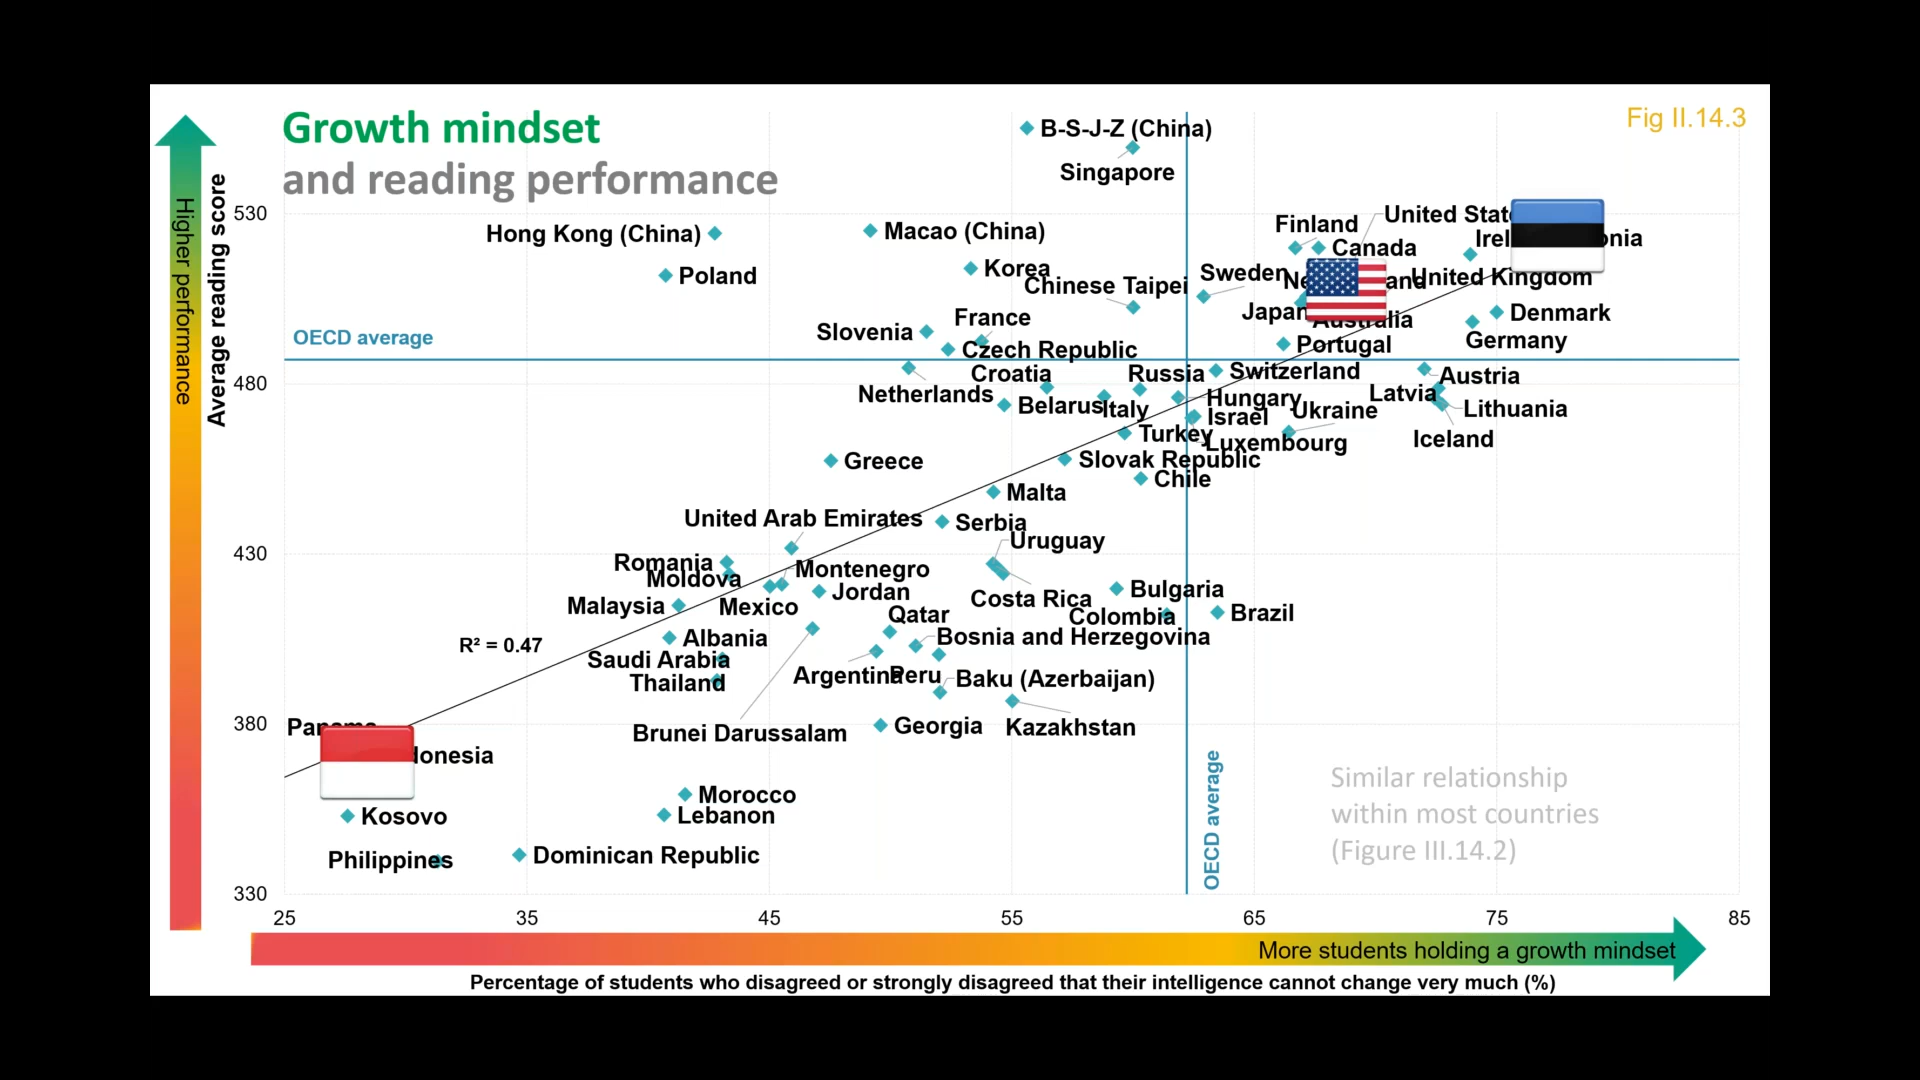 Growth mindset
and reading performance
Fig II.14.3
Higher performance
Average reading score
530
480
430
380
330
OECD average
B-S-J-Z (China)
Singapore
Hong Kong (China)
Macao (China)
Finland
United
Canada
Poland
Korea
Chinese Taipei
Sweden
United Kingdom
Japan
Australia
Denmark
Slovenia
France
Germany
Czech Republic
Portugal
Netherlands
Croatia
Russia
Switzerland
Austria
Latvia
Belarus
Italy
Hungary
Israel
Ukraine
Lithuania
Iceland
Turkey
Luxembourg
Greece
Slovak Republic
Chile
Malta
United Arab Emirates
Serbia
Uruguay
Romania
Moldova
Montenegro
Malaysia
Mexico
Jordan
Costa Rica
Bulgaria
Qatar
Colombia
Brazil
R² = 0.47
Albania
Bosnia and Herzegovina
Saudi Arabia
Thailand
Argentina
Peru
Baku (Azerbaijan)
Brunei Darussalam
Georgia
Kazakhstan
Panama
donesia
Morocco
Lebanon
Kosovo
Philippines
Dominican Republic
OECD average
Similar relationship
within most countries
(Figure III.14.2)
25 35 45 55 65 75 85
More students holding a growth mindset
Percentage of students who disagreed or strongly disagreed that their intelligence cannot change very much (%)